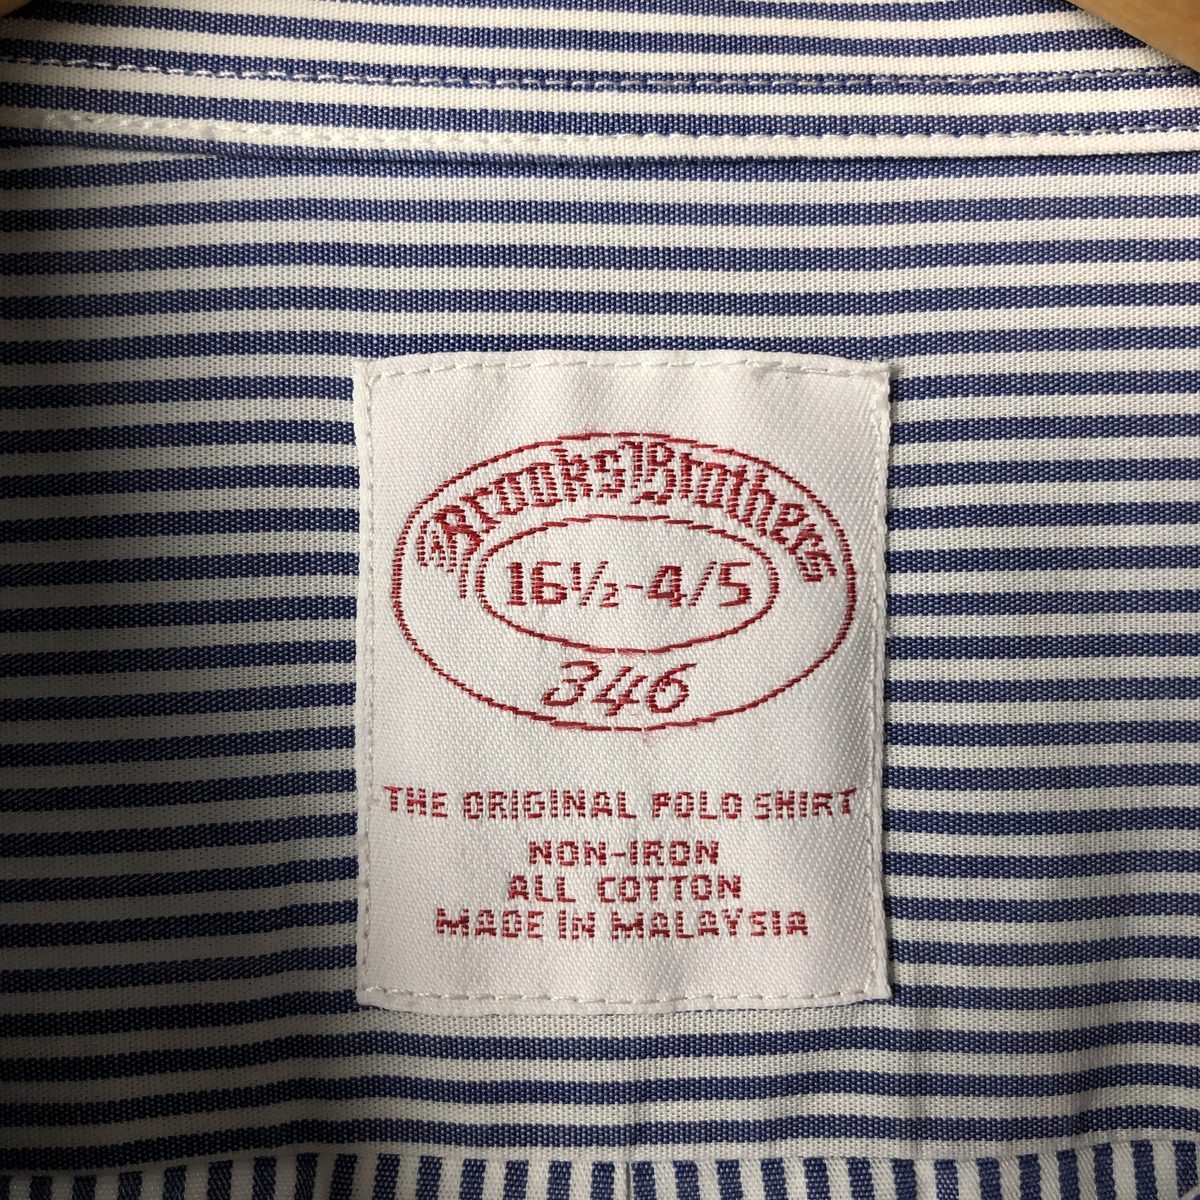 Brooks Brothers
16½-4/5
346
THE ORIGINAL POLO SHIRT
NON-IRON
ALL COTTON
MADE IN MALAYSIA